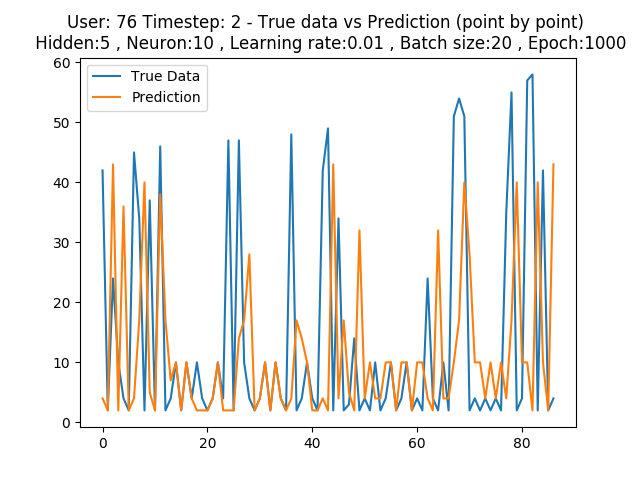 User: 76 Timestep: 2 - True data vs Prediction (point by point)
Hidden:5 , Neuron:10 , Learning rate:0.01 , Batch size:20 , Epoch:1000
True Data
Prediction
60
50
40
30
20
10
0
0 20 40 60 80